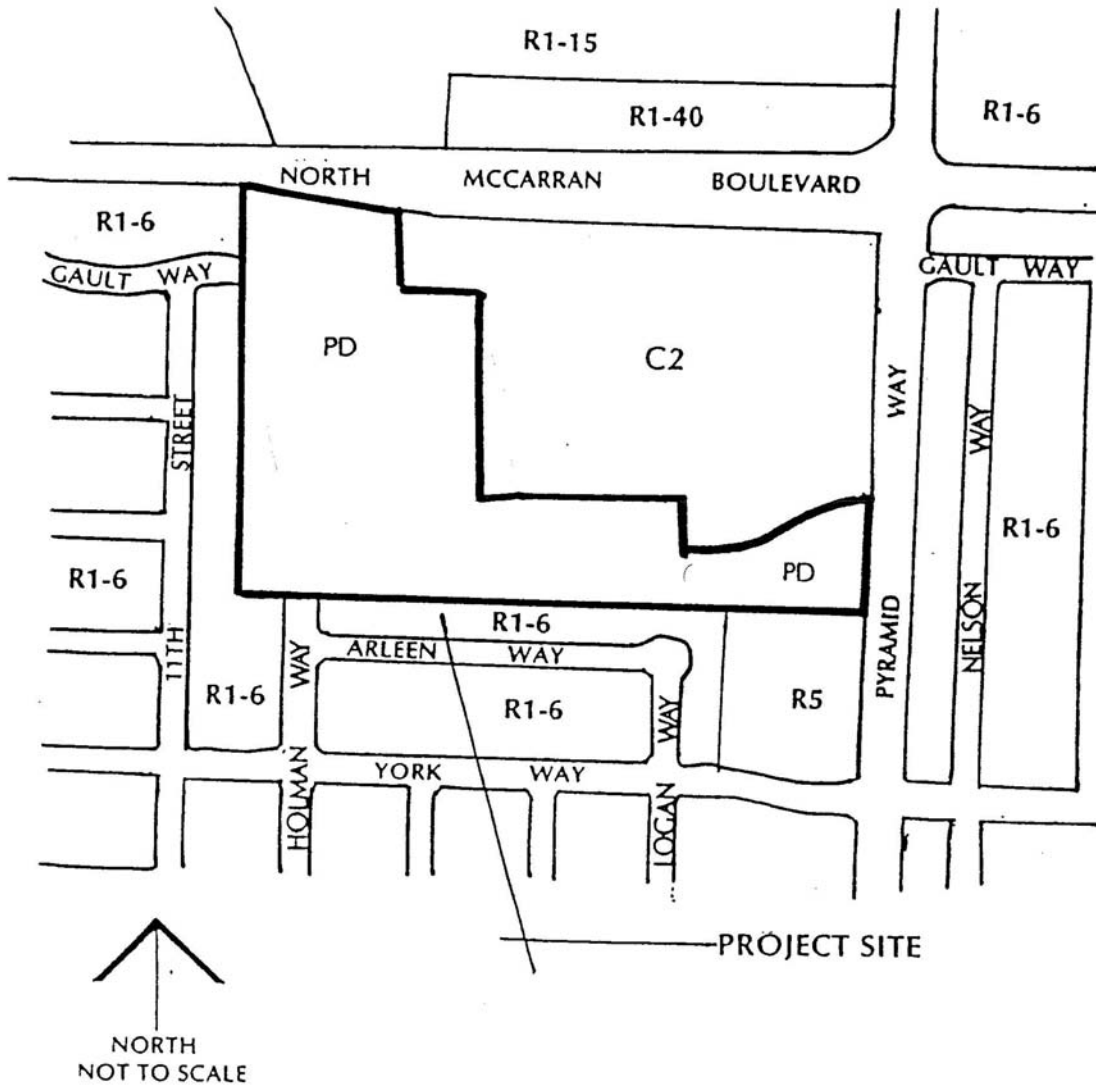 R1-15
R1-40
R1-6
NORTH MCCARRAN BOULEVARD
R1-6
GAULT WAY
GAULT WAY
PD
C2
WAY
STREET
WAY
R1-6
R1-6
PD
R1-6
ARLEEN WAY
11TH
WAY
PYRAMID
NELSON
R1-6
R1-6
WAY
R5
YORK WAY
HOLMAN
LOGAN
PROJECT SITE
NORTH
NOT TO SCALE